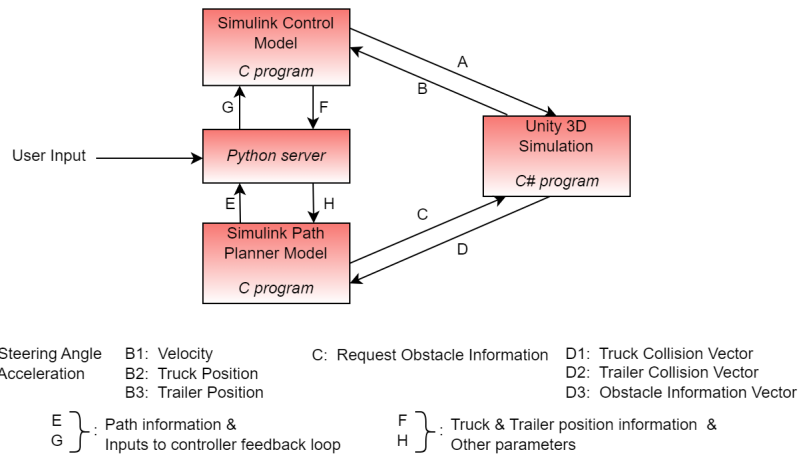 Simulink Control
Model
C program
A
B
G
F
Unity 3D
Simulation
C# program
User Input
Python server
E
H
C
D
Simulink Path
Planner Model
C program
Steering Angle
Acceleration
B1: Velocity
B2: Truck Position
B3: Trailer Position
C: Request Obstacle Information
D1: Truck Collision Vector
D2: Trailer Collision Vector
D3: Obstacle Information Vector
E
G
: Path information &
Inputs to controller feedback loop
F
H
: Truck & Trailer position information &
Other parameters